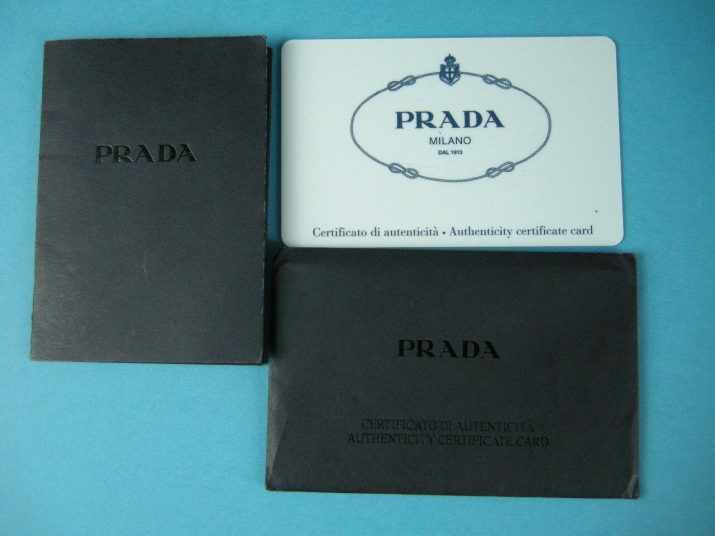 PRADA
PRADA
MILANO
DAL 1913
Certificato di autenticità • Authenticity certificate card
PRADA
CERTIFICATO DI AUTENTICITÀ
AUTHENTICITY CERTIFICATE CARD